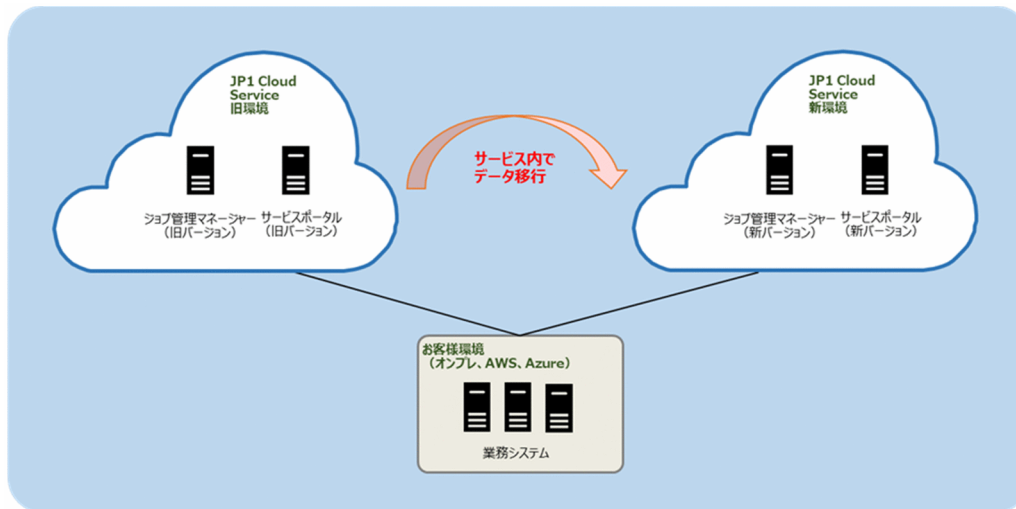 JP1 Cloud
Service
旧環境
ジョブ管理マネージャー
（旧バージョン）
サービスポータル
（旧バージョン）
サービス内で
データ移行
JP1 Cloud
Service
新環境
ジョブ管理マネージャー
（新バージョン）
サービスポータル
（新バージョン）
お客様環境
（オンプレ、AWS、Azure）
業務システム